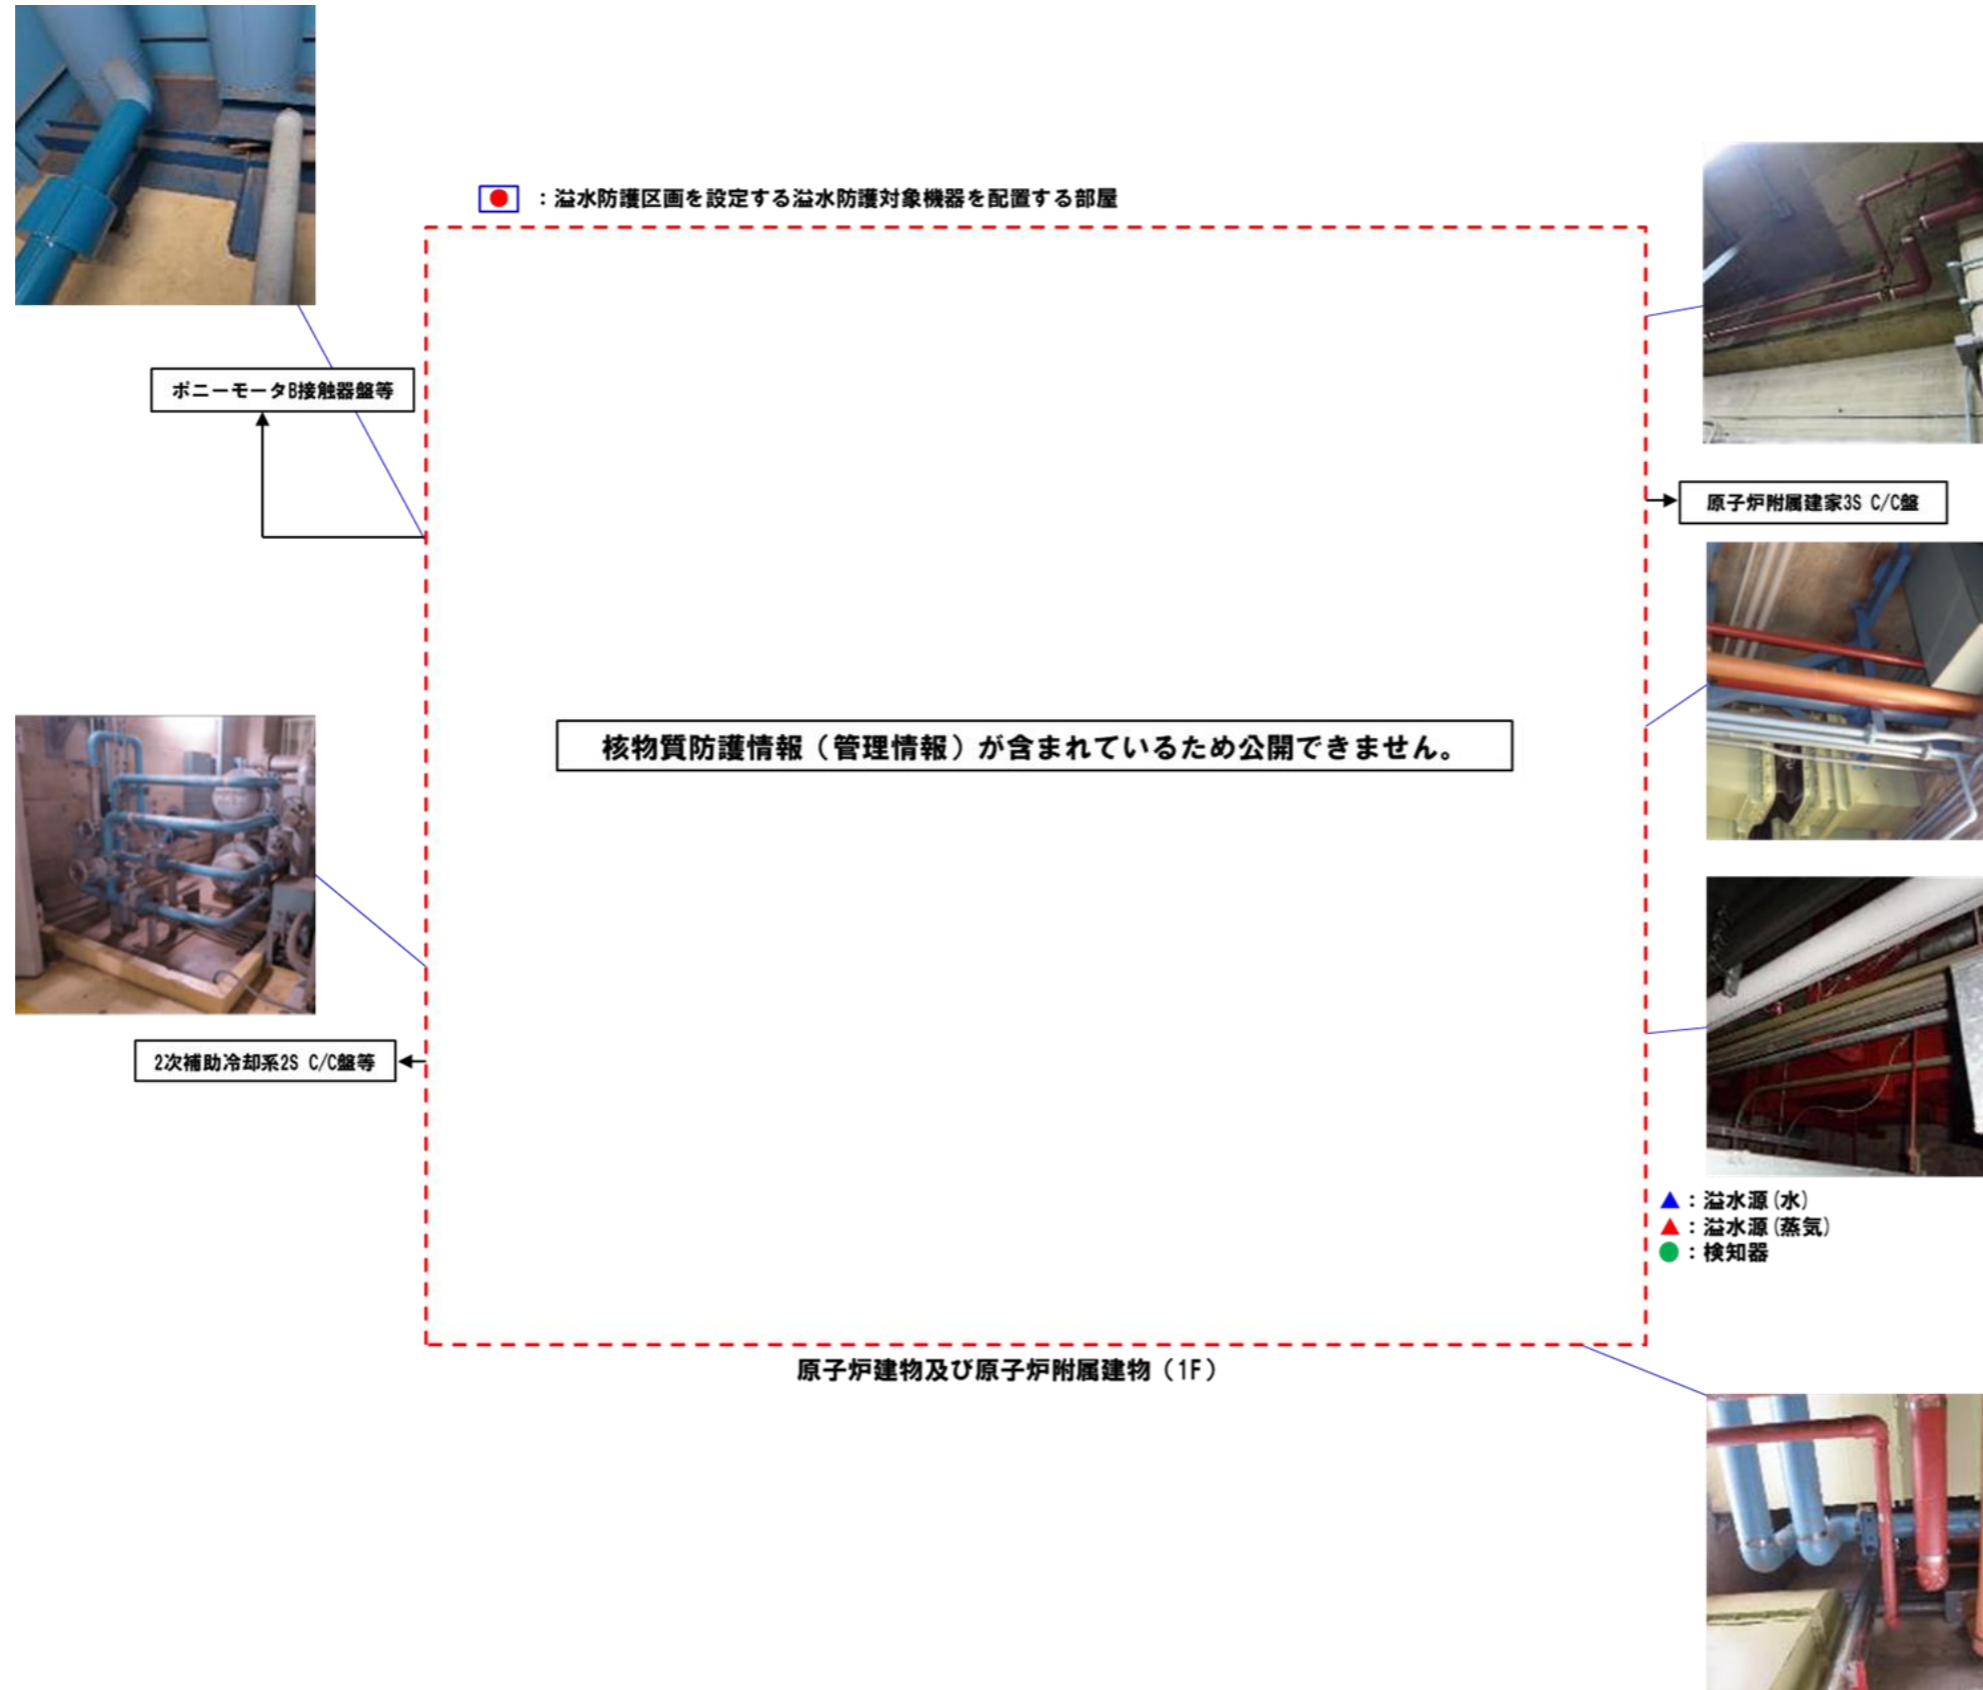 ：溢水防護区画を設定する溢水防護対象機器を配置する部屋
ポニーモータB接触器盤等
原子炉附属建家3S C/C盤
核物質防護情報（管理情報）が含まれているため公開できません。
2次補助冷却系2S C/C盤等
▲：溢水源(水)
▲：溢水源(蒸気)
●：検知器
原子炉建物及び原子炉附属建物（1F）